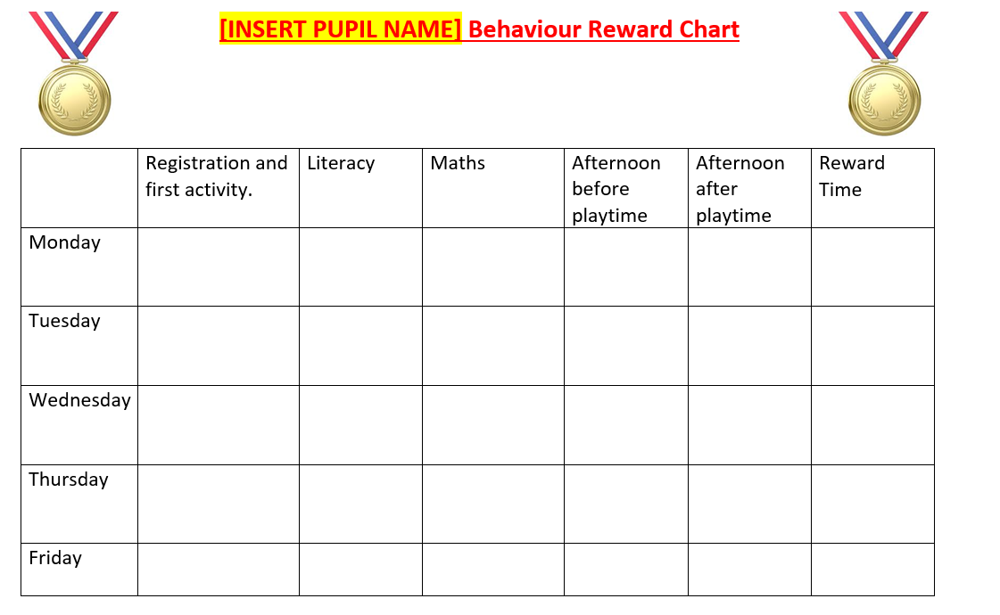 [INSERT PUPIL NAME] Behaviour Reward Chart
Registration and
first activity.
Literacy
Maths
Afternoon
before
playtime
Afternoon
after
playtime
Reward
Time
Monday
Tuesday
Wednesday
Thursday
Friday